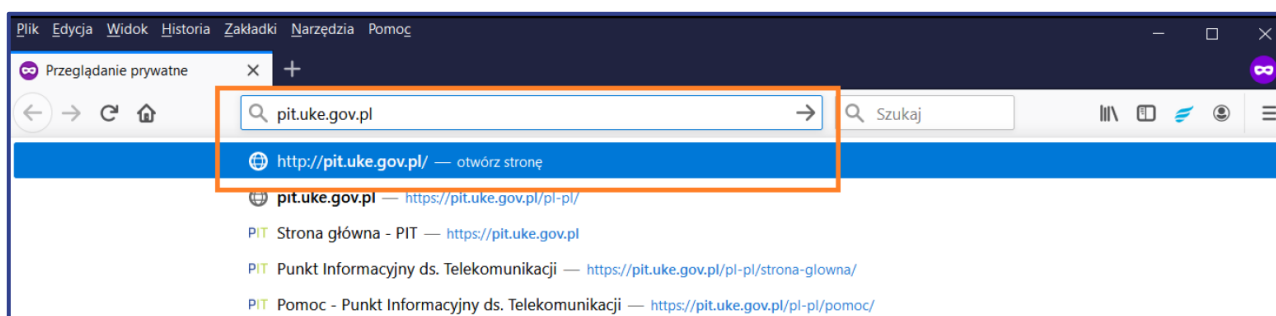 Plik Edycja Widok Historia Zakładki Narzędzia Pomoc
Przeglądanie prywatne
pit.uke.gov.pl Szukaj
http://pit.uke.gov.pl/ — otwórz stronę
pit.uke.gov.pl — https://pit.uke.gov.pl/pl-pl/
PIT Strona główna - PIT — https://pit.uke.gov.pl
PIT Punkt Informacyjny ds. Telekomunikacji — https://pit.uke.gov.pl/pl-pl/strona-glowna/
PIT Pomoc - Punkt Informacyjny ds. Telekomunikacji — https://pit.uke.gov.pl/pl-pl/pomoc/